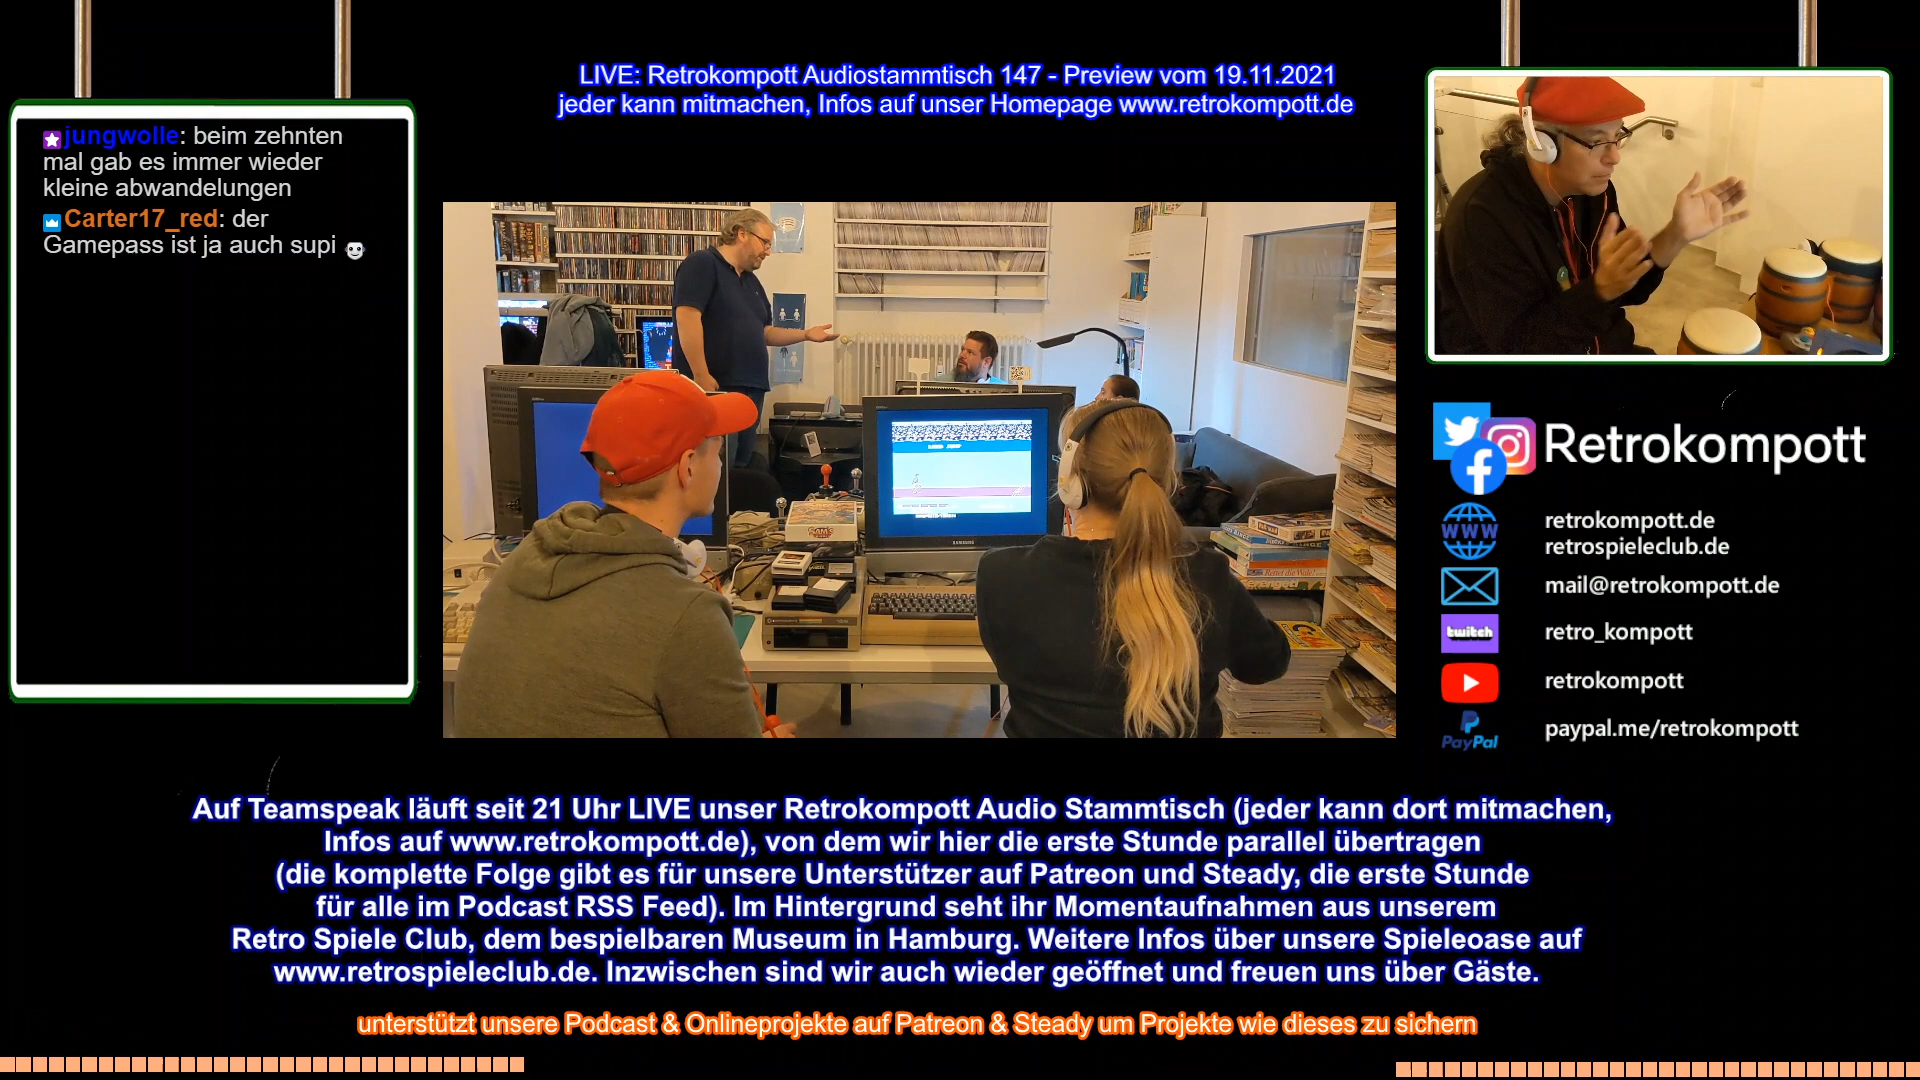 LIVE: Retrokompott Audiostammtisch 147 - Preview vom 19.11.2021
jeder kann mitmachen, Infos auf unser Homepage www.retrokompott.de
jungwolle: beim zehnten
mal gab es immer wieder
kleine abwandelungen
Carter17_red: der
Gamepass ist ja auch supi
SAMSUNG
Retrokompott
WWW
retrokompott.de
retrospieleclub.de
mail@retrokompott.de
twitch
retro_kompott
retrokompott
PayPal
paypal.me/retrokompott
Auf Teamspeak läuft seit 21 Uhr LIVE unser Retrokompott Audio Stammtisch (jeder kann dort mitmachen,
Infos auf www.retrokompott.de), von dem wir hier die erste Stunde parallel übertragen
(die komplette Folge gibt es für unsere Unterstützer auf Patreon und Steady, die erste Stunde
für alle im Podcast RSS Feed). Im Hintergrund seht ihr Momentaufnahmen aus unserem
Retro Spiele Club, dem bespielbaren Museum in Hamburg. Weitere Infos über unsere Spieleoase auf
www.retrospieleclub.de. Inzwischen sind wir auch wieder geöffnet und freuen uns über Gäste.
unterstützt unsere Podcast & Onlineprojekte auf Patreon & Steady um Projekte wie dieses zu sichern